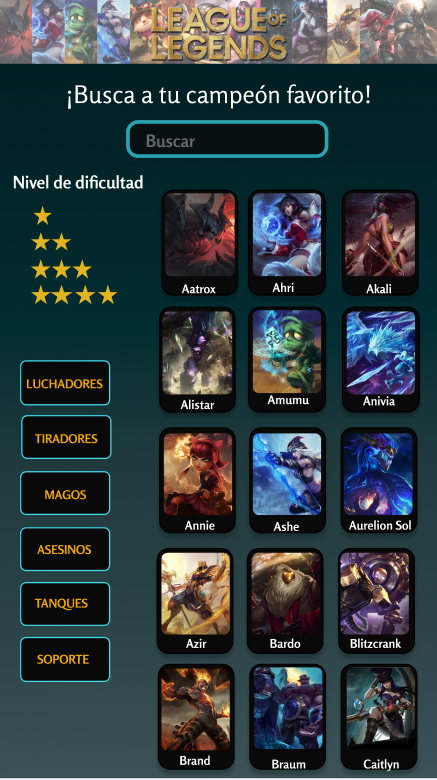 LEAGUE OF
LEGENDS
¡Busca a tu campeón favorito!
Buscar
Nivel de dificultad
LUCHADORES
TIRADORES
MAGOS
ASESINOS
TANQUES
SOPORTE
Aatrox
Ahri
Akali
Alistar
Amumu
Anivia
Annie
Ashe
Aurelion Sol
Azir
Bardo
Blitzcrank
Brand
Braum
Caitlyn